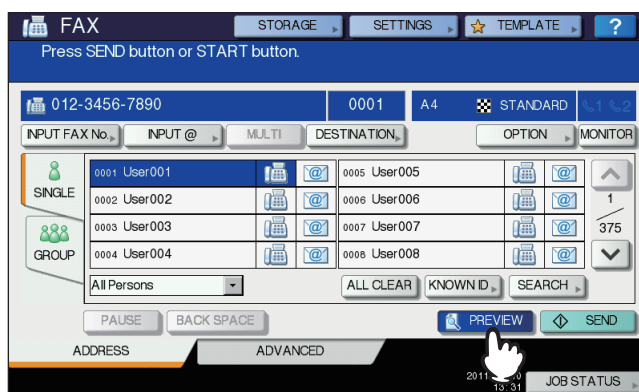 FAX STORAGE SETTINGS TEMPLATE ?
Press SEND button or START button.
012-3456-7890 0001 A4 STANDARD 1 2
INPUT FAX No. INPUT @ MULTI DESTINATION OPTION MONITOR
SINGLE
GROUP
0001 User001 @ 0005 User005 @
0002 User002 @ 0006 User006 @
0003 User003 @ 0007 User007 @
0004 User004 @ 0008 User008 @
1
375
All Persons ALL CLEAR KNOWN ID SEARCH
PAUSE BACK SPACE PREVIEW SEND
ADDRESS ADVANCED
2011
13:31
JOB STATUS